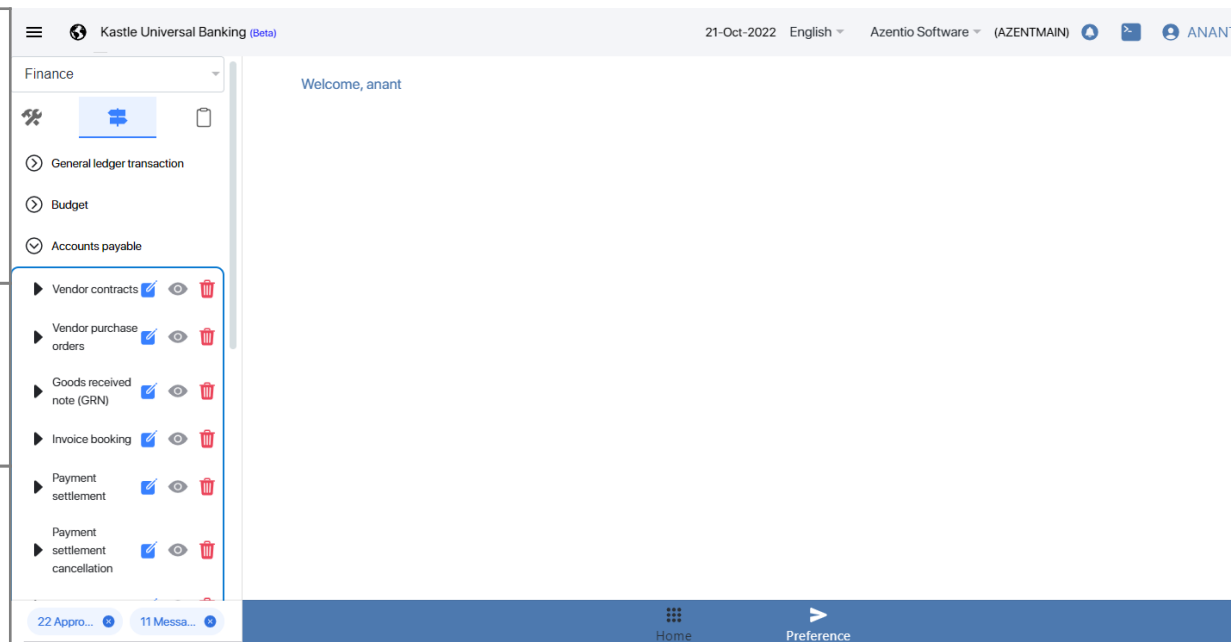 Kastle Universal Banking (Beta)
21-Oct-2022 English Azentio Software (AZENTMAIN) ANANT
Finance
Welcome, anant
General ledger transaction
Budget
Accounts payable
Vendor contracts
Vendor purchase
orders
Goods received
note (GRN)
Invoice booking
Payment
settlement
Payment
settlement
cancellation
22 Appro...
11 Messa...
Home
Preference